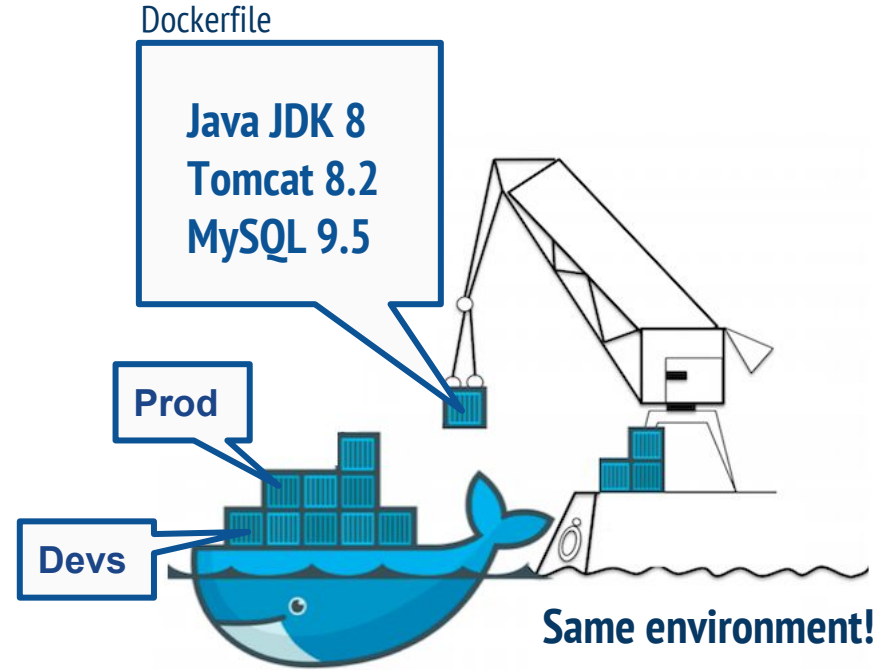 Dockerfile
Java JDK 8
Tomcat 8.2
MySQL 9.5
Prod
Devs
Same environment!